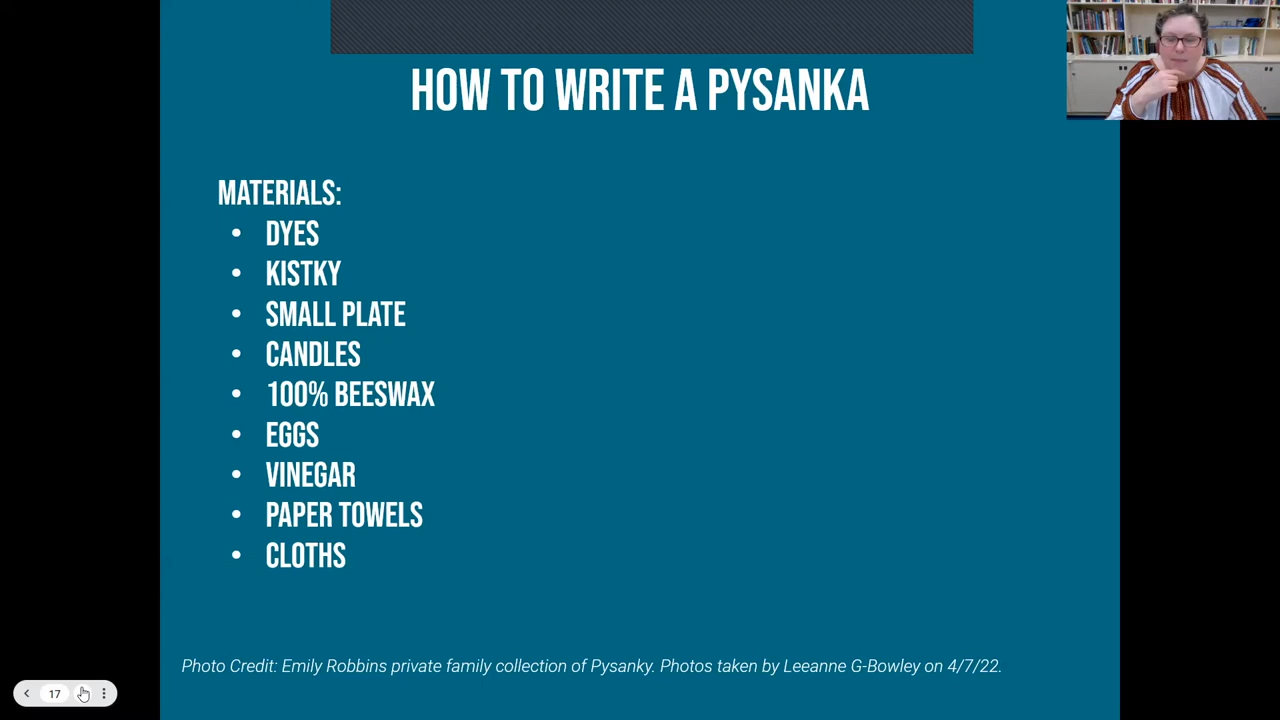 HOW TO WRITE A PYSANKA
MATERIALS:
• DYES
• KISTKY
• SMALL PLATE
• CANDLES
• 100% BEESWAX
• EGGS
• VINEGAR
• PAPER TOWELS
• CLOTHS
Photo Credit: Emily Robbins private family collection of Pysanky. Photos taken by Leeanne G-Bowley on 4/7/22.
17